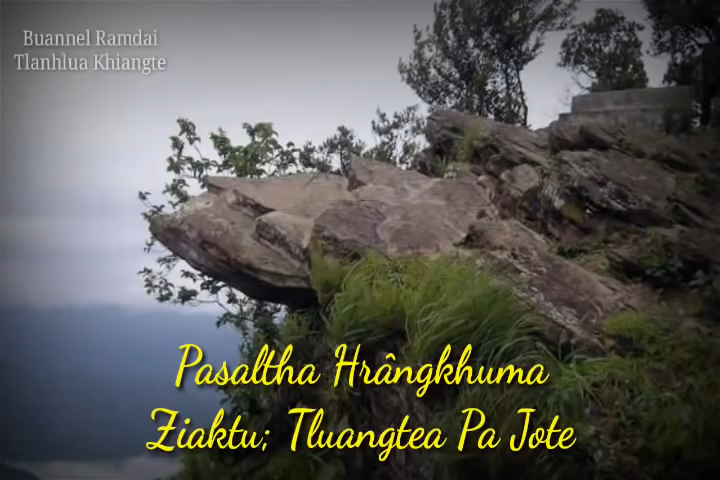 Buannel Ramdai
Tlanhlua Khiangte
Pasaltha Hrângkhuma
Ziaktu; Tluangtea Pa Jote